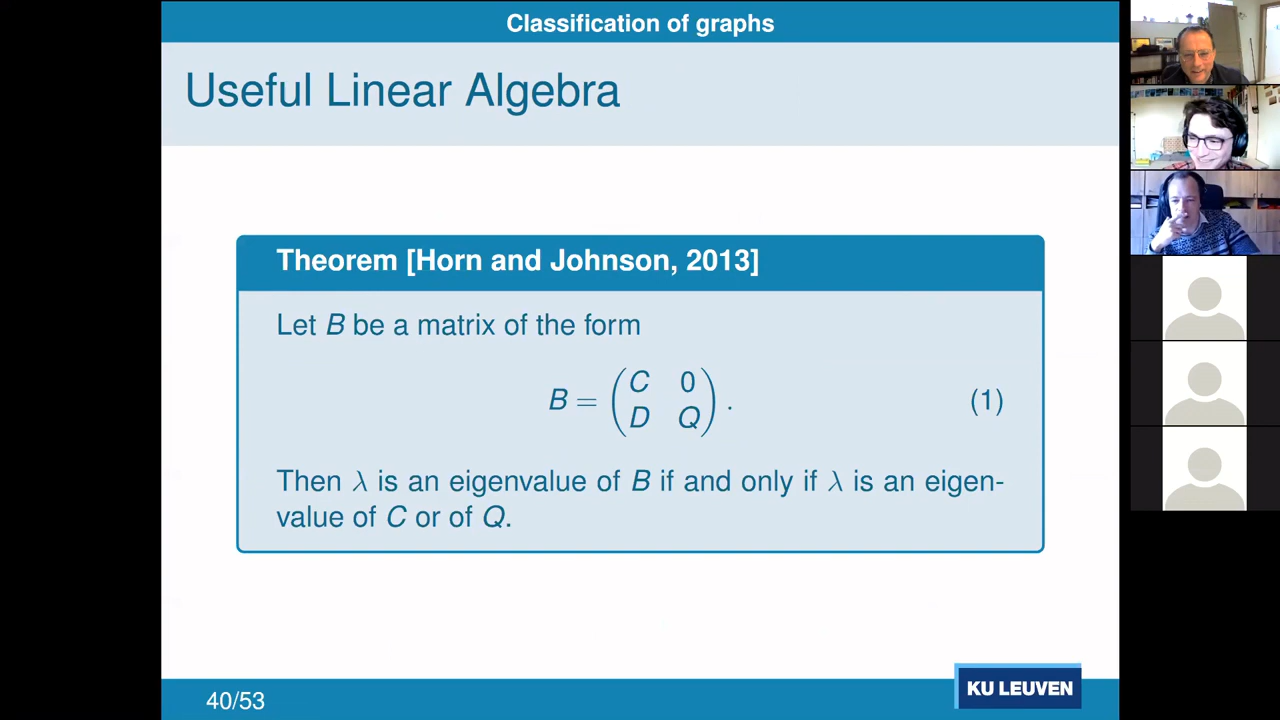 Classification of graphs
Useful Linear Algebra
Theorem [Horn and Johnson, 2013]
Let B be a matrix of the form
B = (C 0
D Q). (1)
Then λ is an eigenvalue of B if and only if λ is an eigen-
value of C or of Q.
40/53
KU LEUVEN